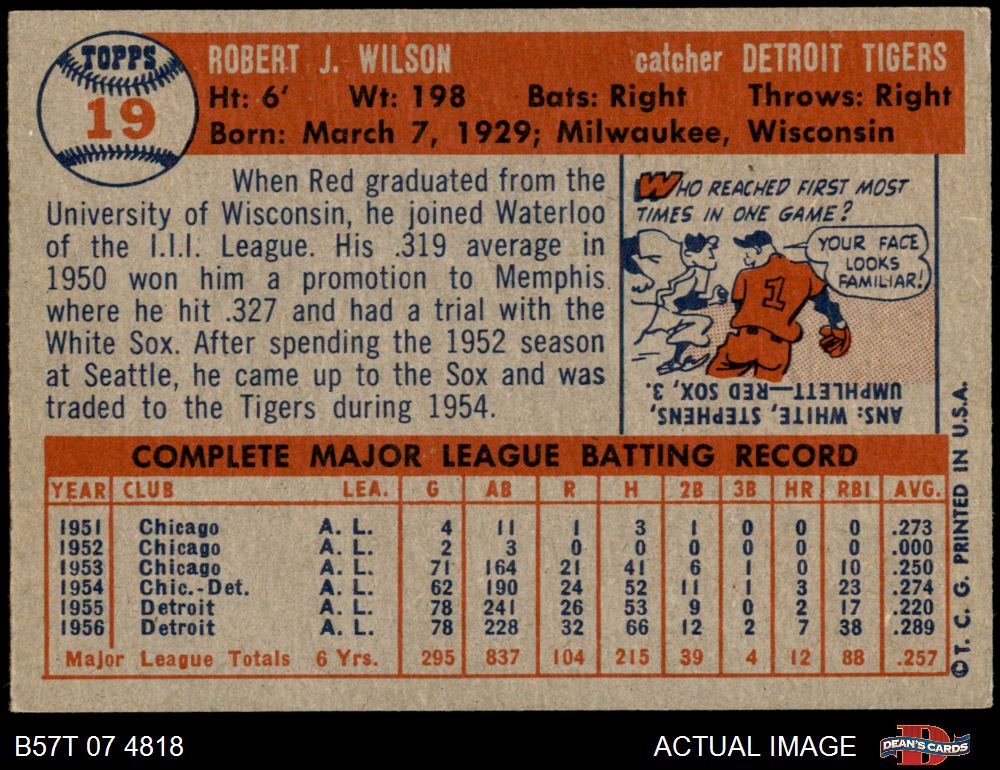 TOPPS
19
ROBERT J. WILSON catcher DETROIT TIGERS
Ht: 6' Wt: 198 Bats: Right Throws: Right
Born: March 7, 1929; Milwaukee, Wisconsin
When Red graduated from the
University of Wisconsin, he joined Waterloo
of the I.I.I. League. His .319 average in
1950 won him a promotion to Memphis
where he hit .327 and had a trial with the
White Sox. After spending the 1952 season
at Seattle, he came up to the Sox and was
traded to the Tigers during 1954.
WHO REACHED FIRST MOST
TIMES IN ONE GAME?
YOUR FACE
LOOKS
FAMILIAR!
1
ANS: WHITE, STEPHENS,
UMPHLETT—RED SOX, 3.
COMPLETE MAJOR LEAGUE BATTING RECORD
YEAR CLUB LEA. G AB R H 2B 3B HR RBI AVG.
1951 Chicago A. L. 4 11 1 3 1 0 0 0 .273
1952 Chicago A. L. 2 3 0 0 0 0 0 0 .000
1953 Chicago A. L. 71 164 21 41 6 1 0 10 .250
1954 Chic.-Det. A. L. 62 190 24 52 11 1 3 23 .274
1955 Detroit A. L. 78 241 26 53 9 0 2 17 .220
1956 Detroit A. L. 78 228 32 66 12 2 7 38 .289
Major League Totals 6 Yrs. 295 837 104 215 39 4 12 88 .257
© T. C. G. PRINTED IN U.S.A.
B57T 07 4818 ACTUAL IMAGE
D
DEAN'S CARDS